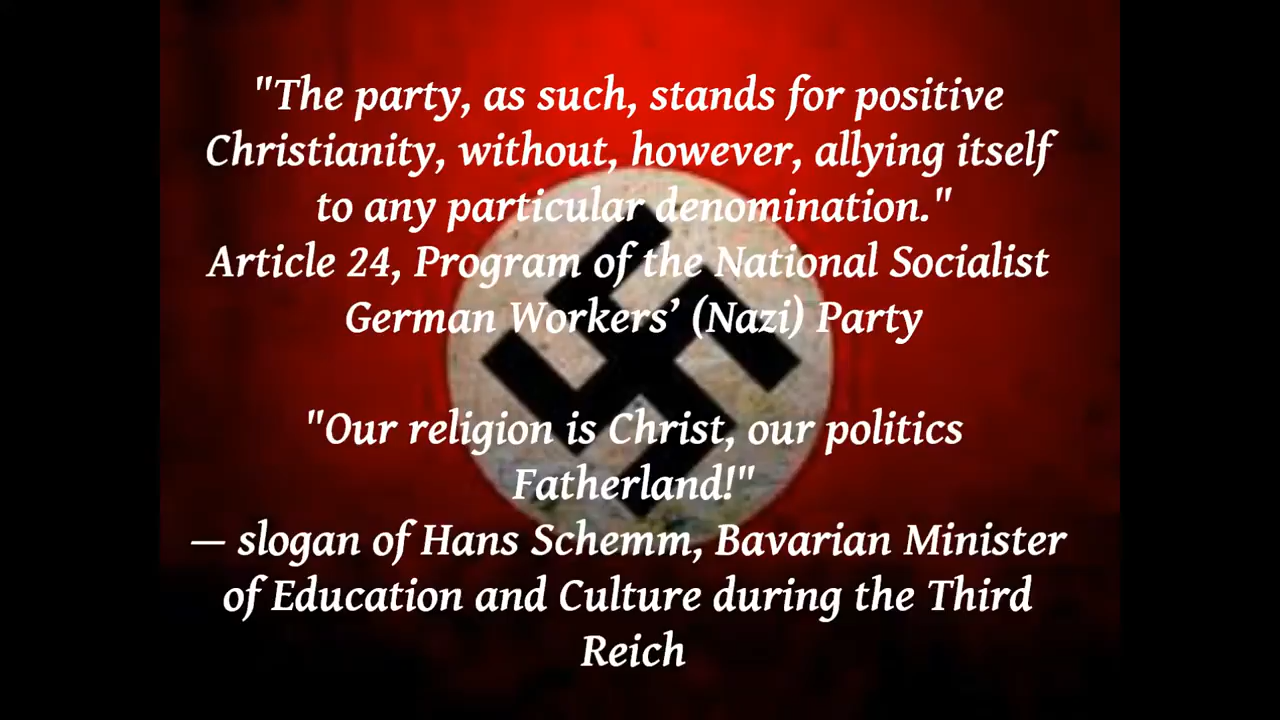 "The party, as such, stands for positive
Christianity, without, however, allying itself
to any particular denomination."
Article 24, Program of the National Socialist
German Workers’ (Nazi) Party
"Our religion is Christ, our politics
Fatherland!"
— slogan of Hans Schemm, Bavarian Minister
of Education and Culture during the Third
Reich